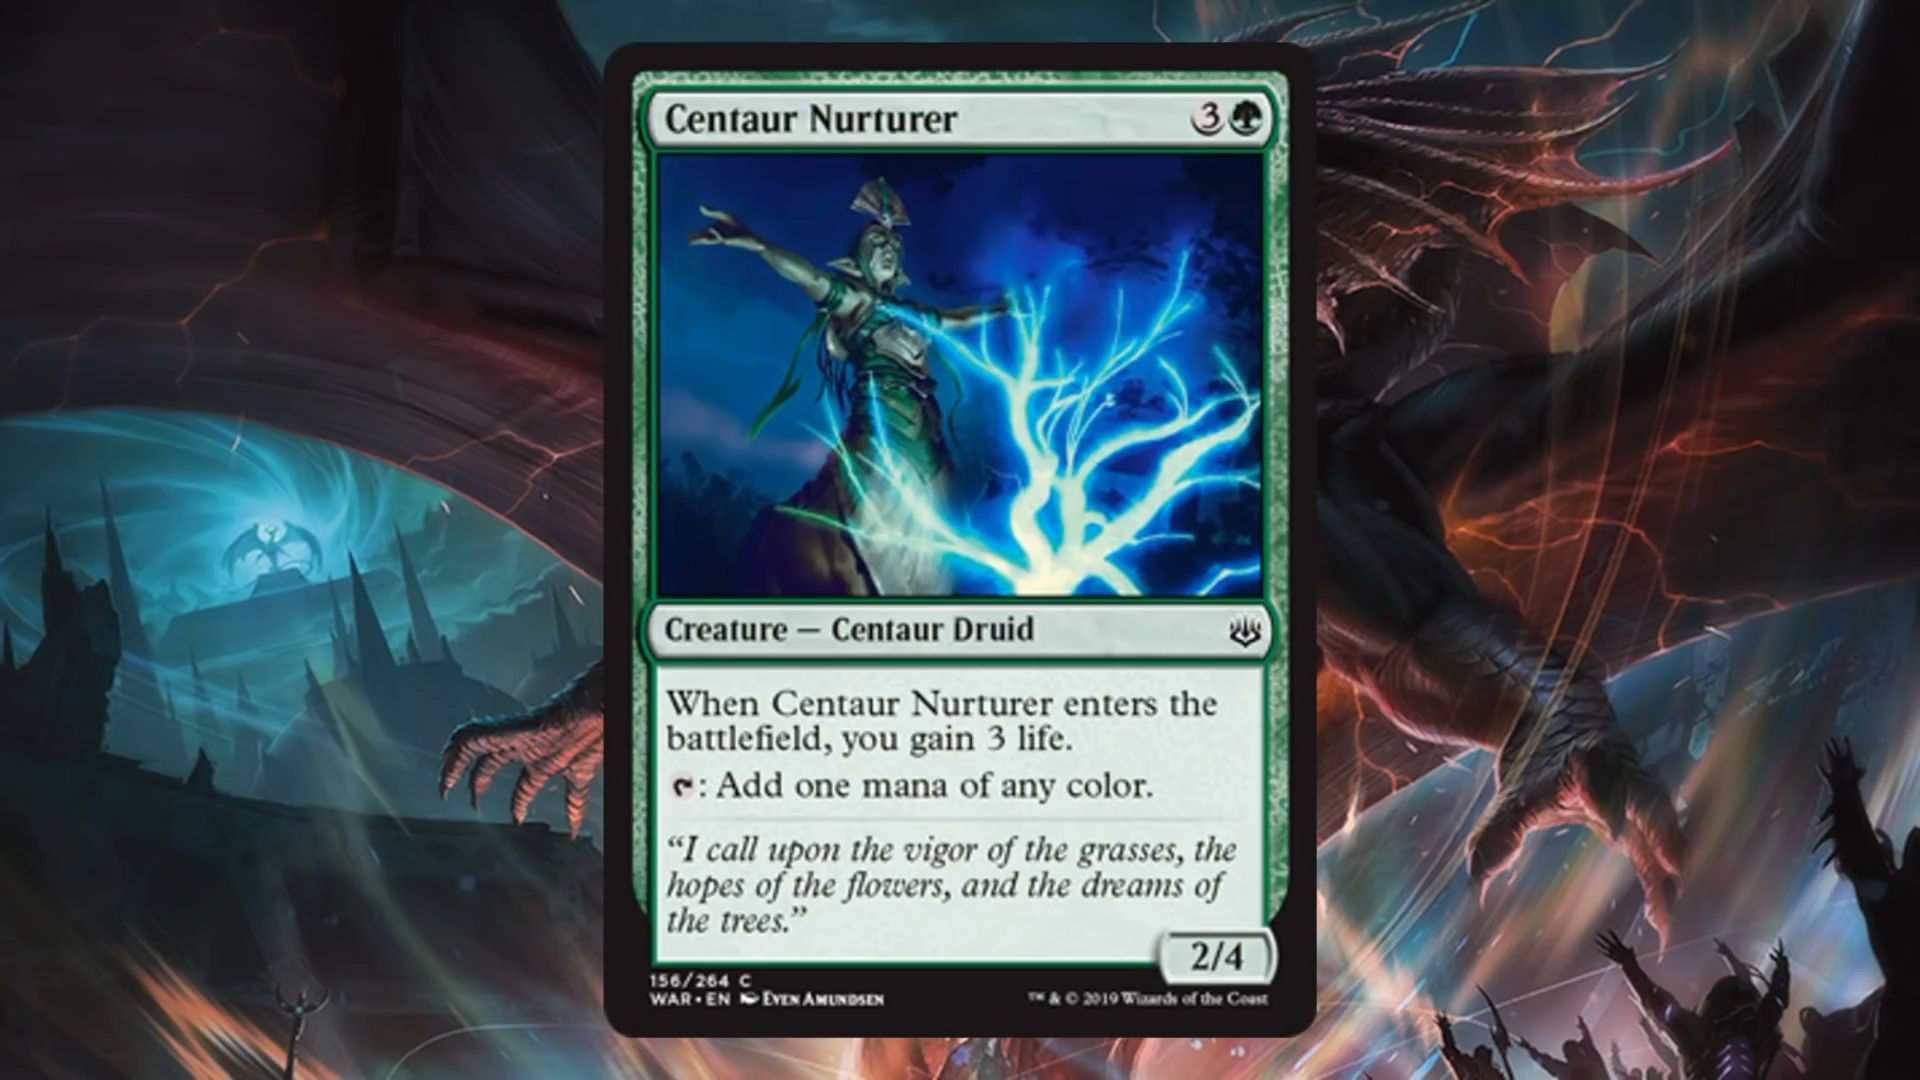 Centaur Nurturer 3
Creature — Centaur Druid
When Centaur Nurturer enters the
battlefield, you gain 3 life.
: Add one mana of any color.
“I call upon the vigor of the grasses, the
hopes of the flowers, and the dreams of
the trees.”
2/4
156/264 C
WAR • EN Even Amundsen
™ & © 2019 Wizards of the Coast